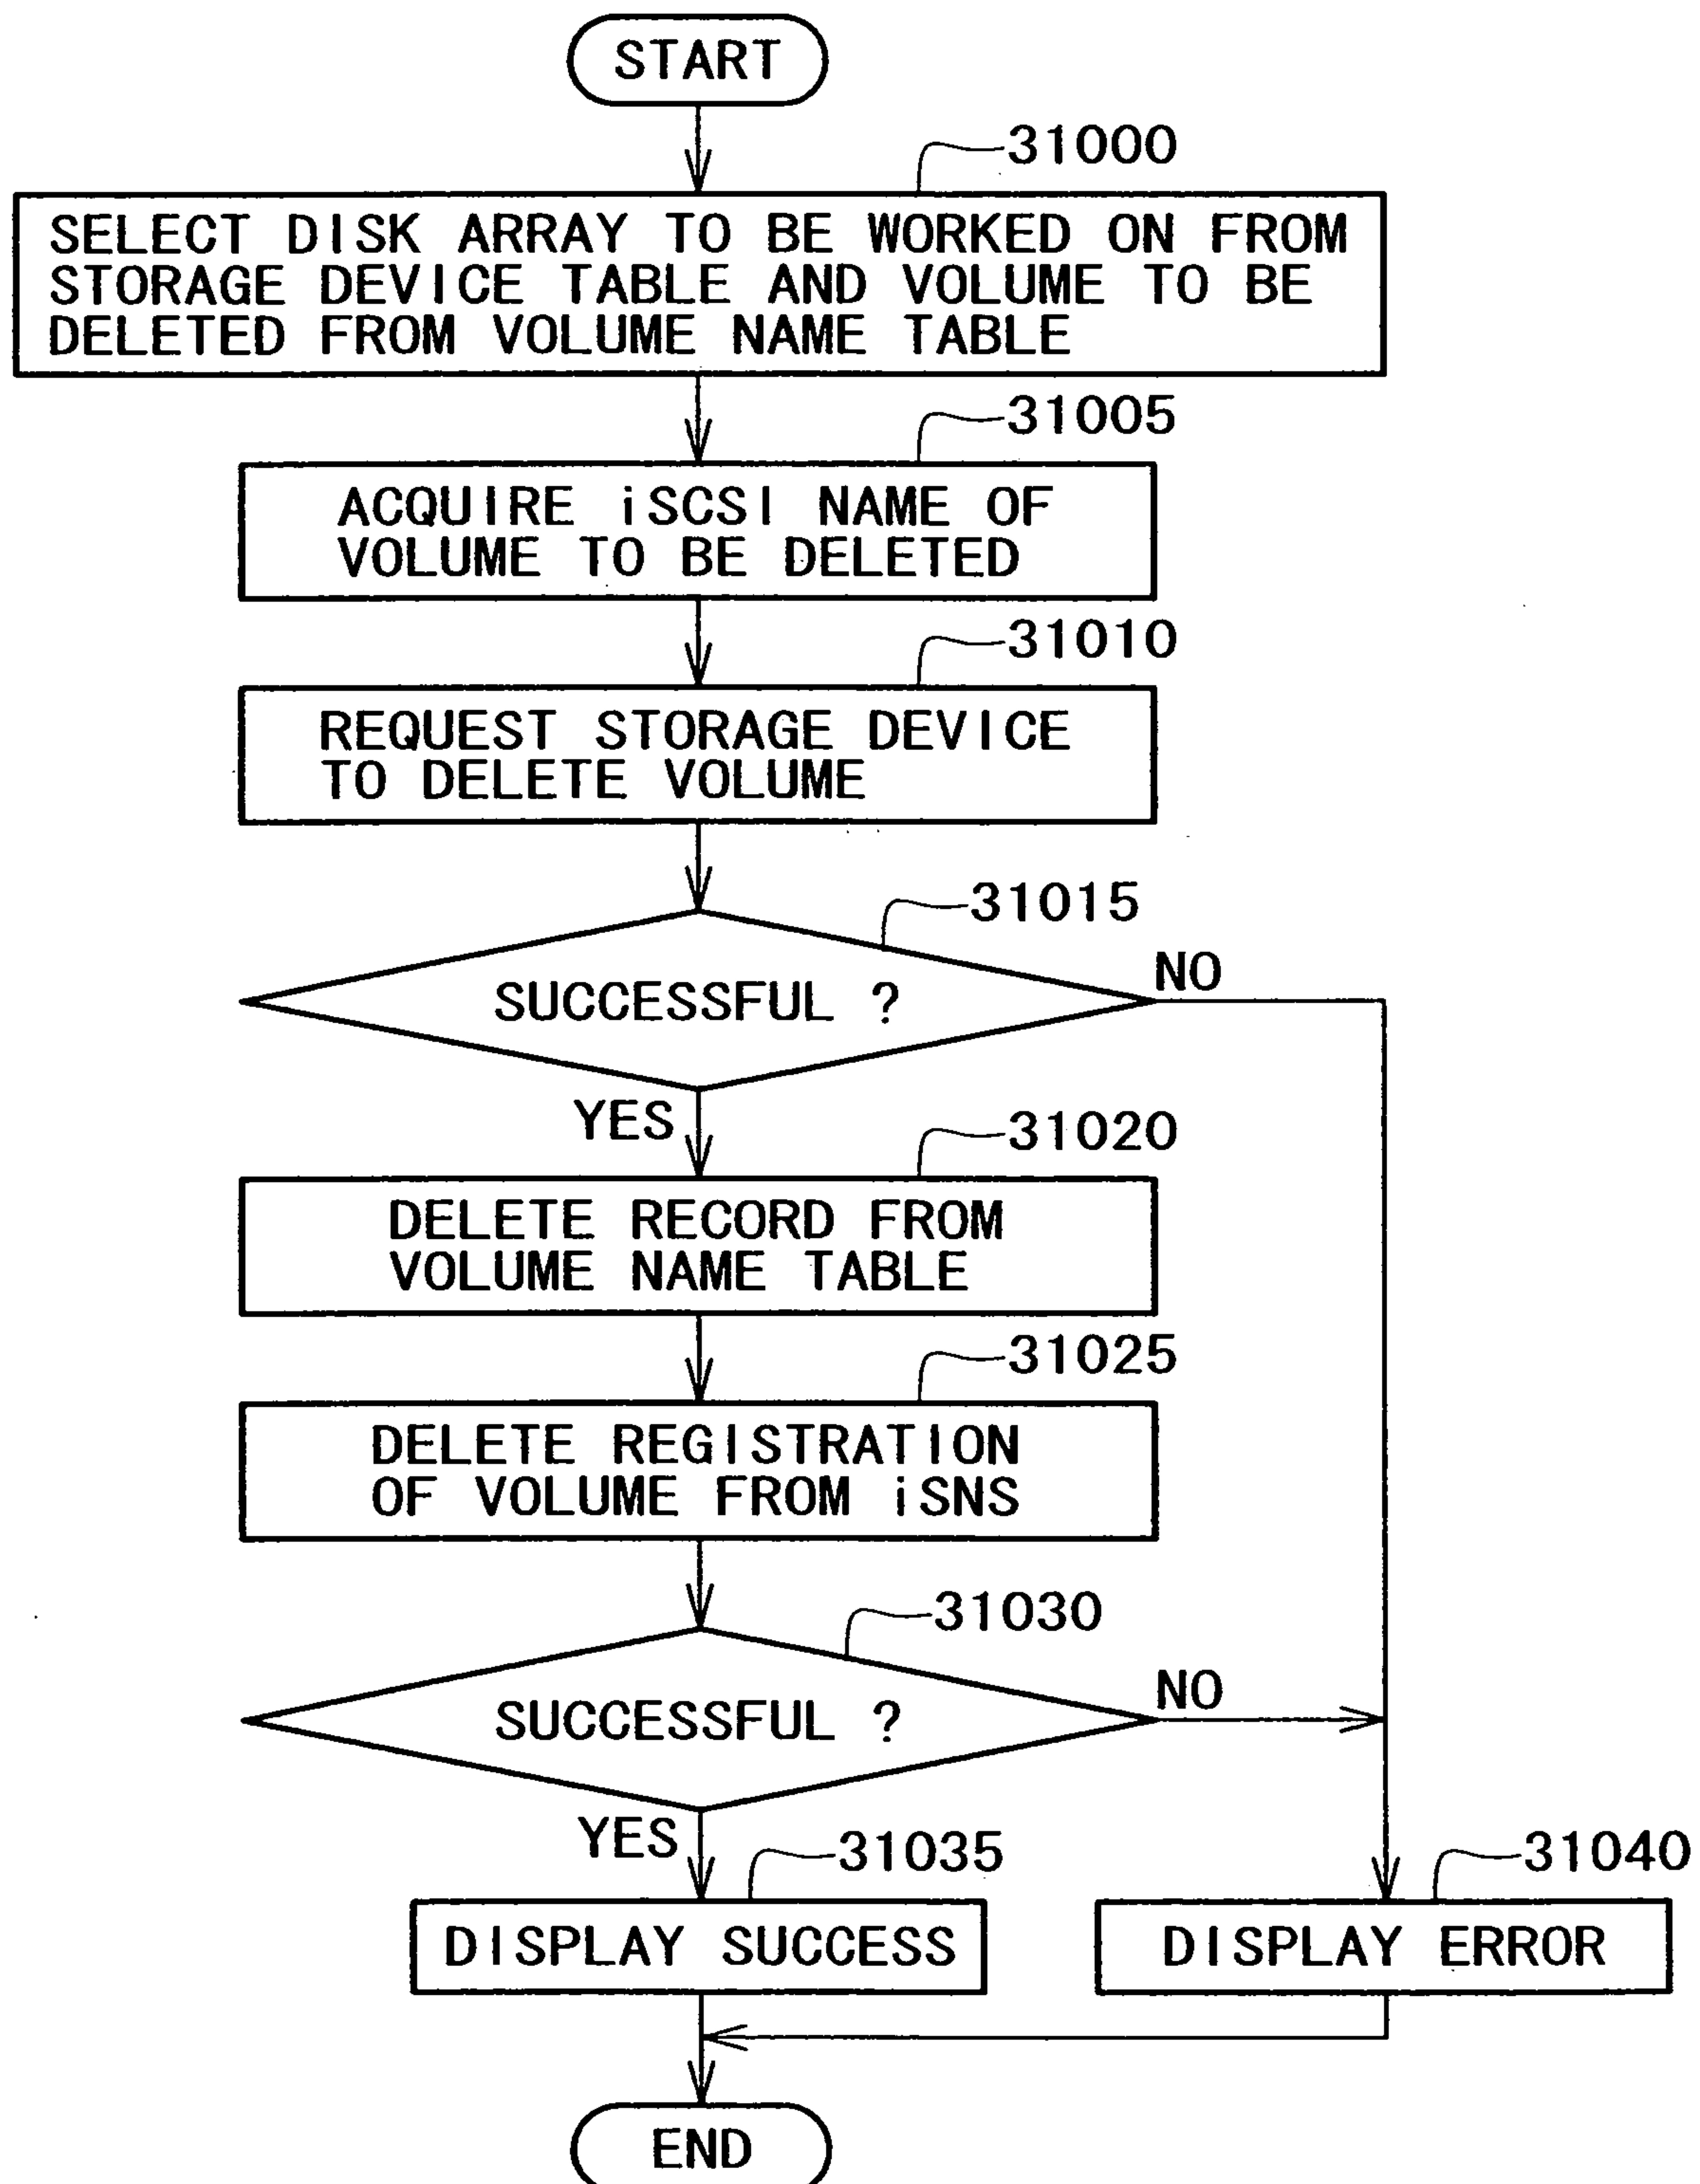 START
31000
SELECT DISK ARRAY TO BE WORKED ON FROM
STORAGE DEVICE TABLE AND VOLUME TO BE
DELETED FROM VOLUME NAME TABLE
31005
ACQUIRE iSCSI NAME OF
VOLUME TO BE DELETED
31010
REQUEST STORAGE DEVICE
TO DELETE VOLUME
31015
SUCCESSFUL ?
NO
YES
31020
DELETE RECORD FROM
VOLUME NAME TABLE
31025
DELETE REGISTRATION
OF VOLUME FROM iSNS
31030
SUCCESSFUL ?
NO
YES
31035
DISPLAY SUCCESS
31040
DISPLAY ERROR
END